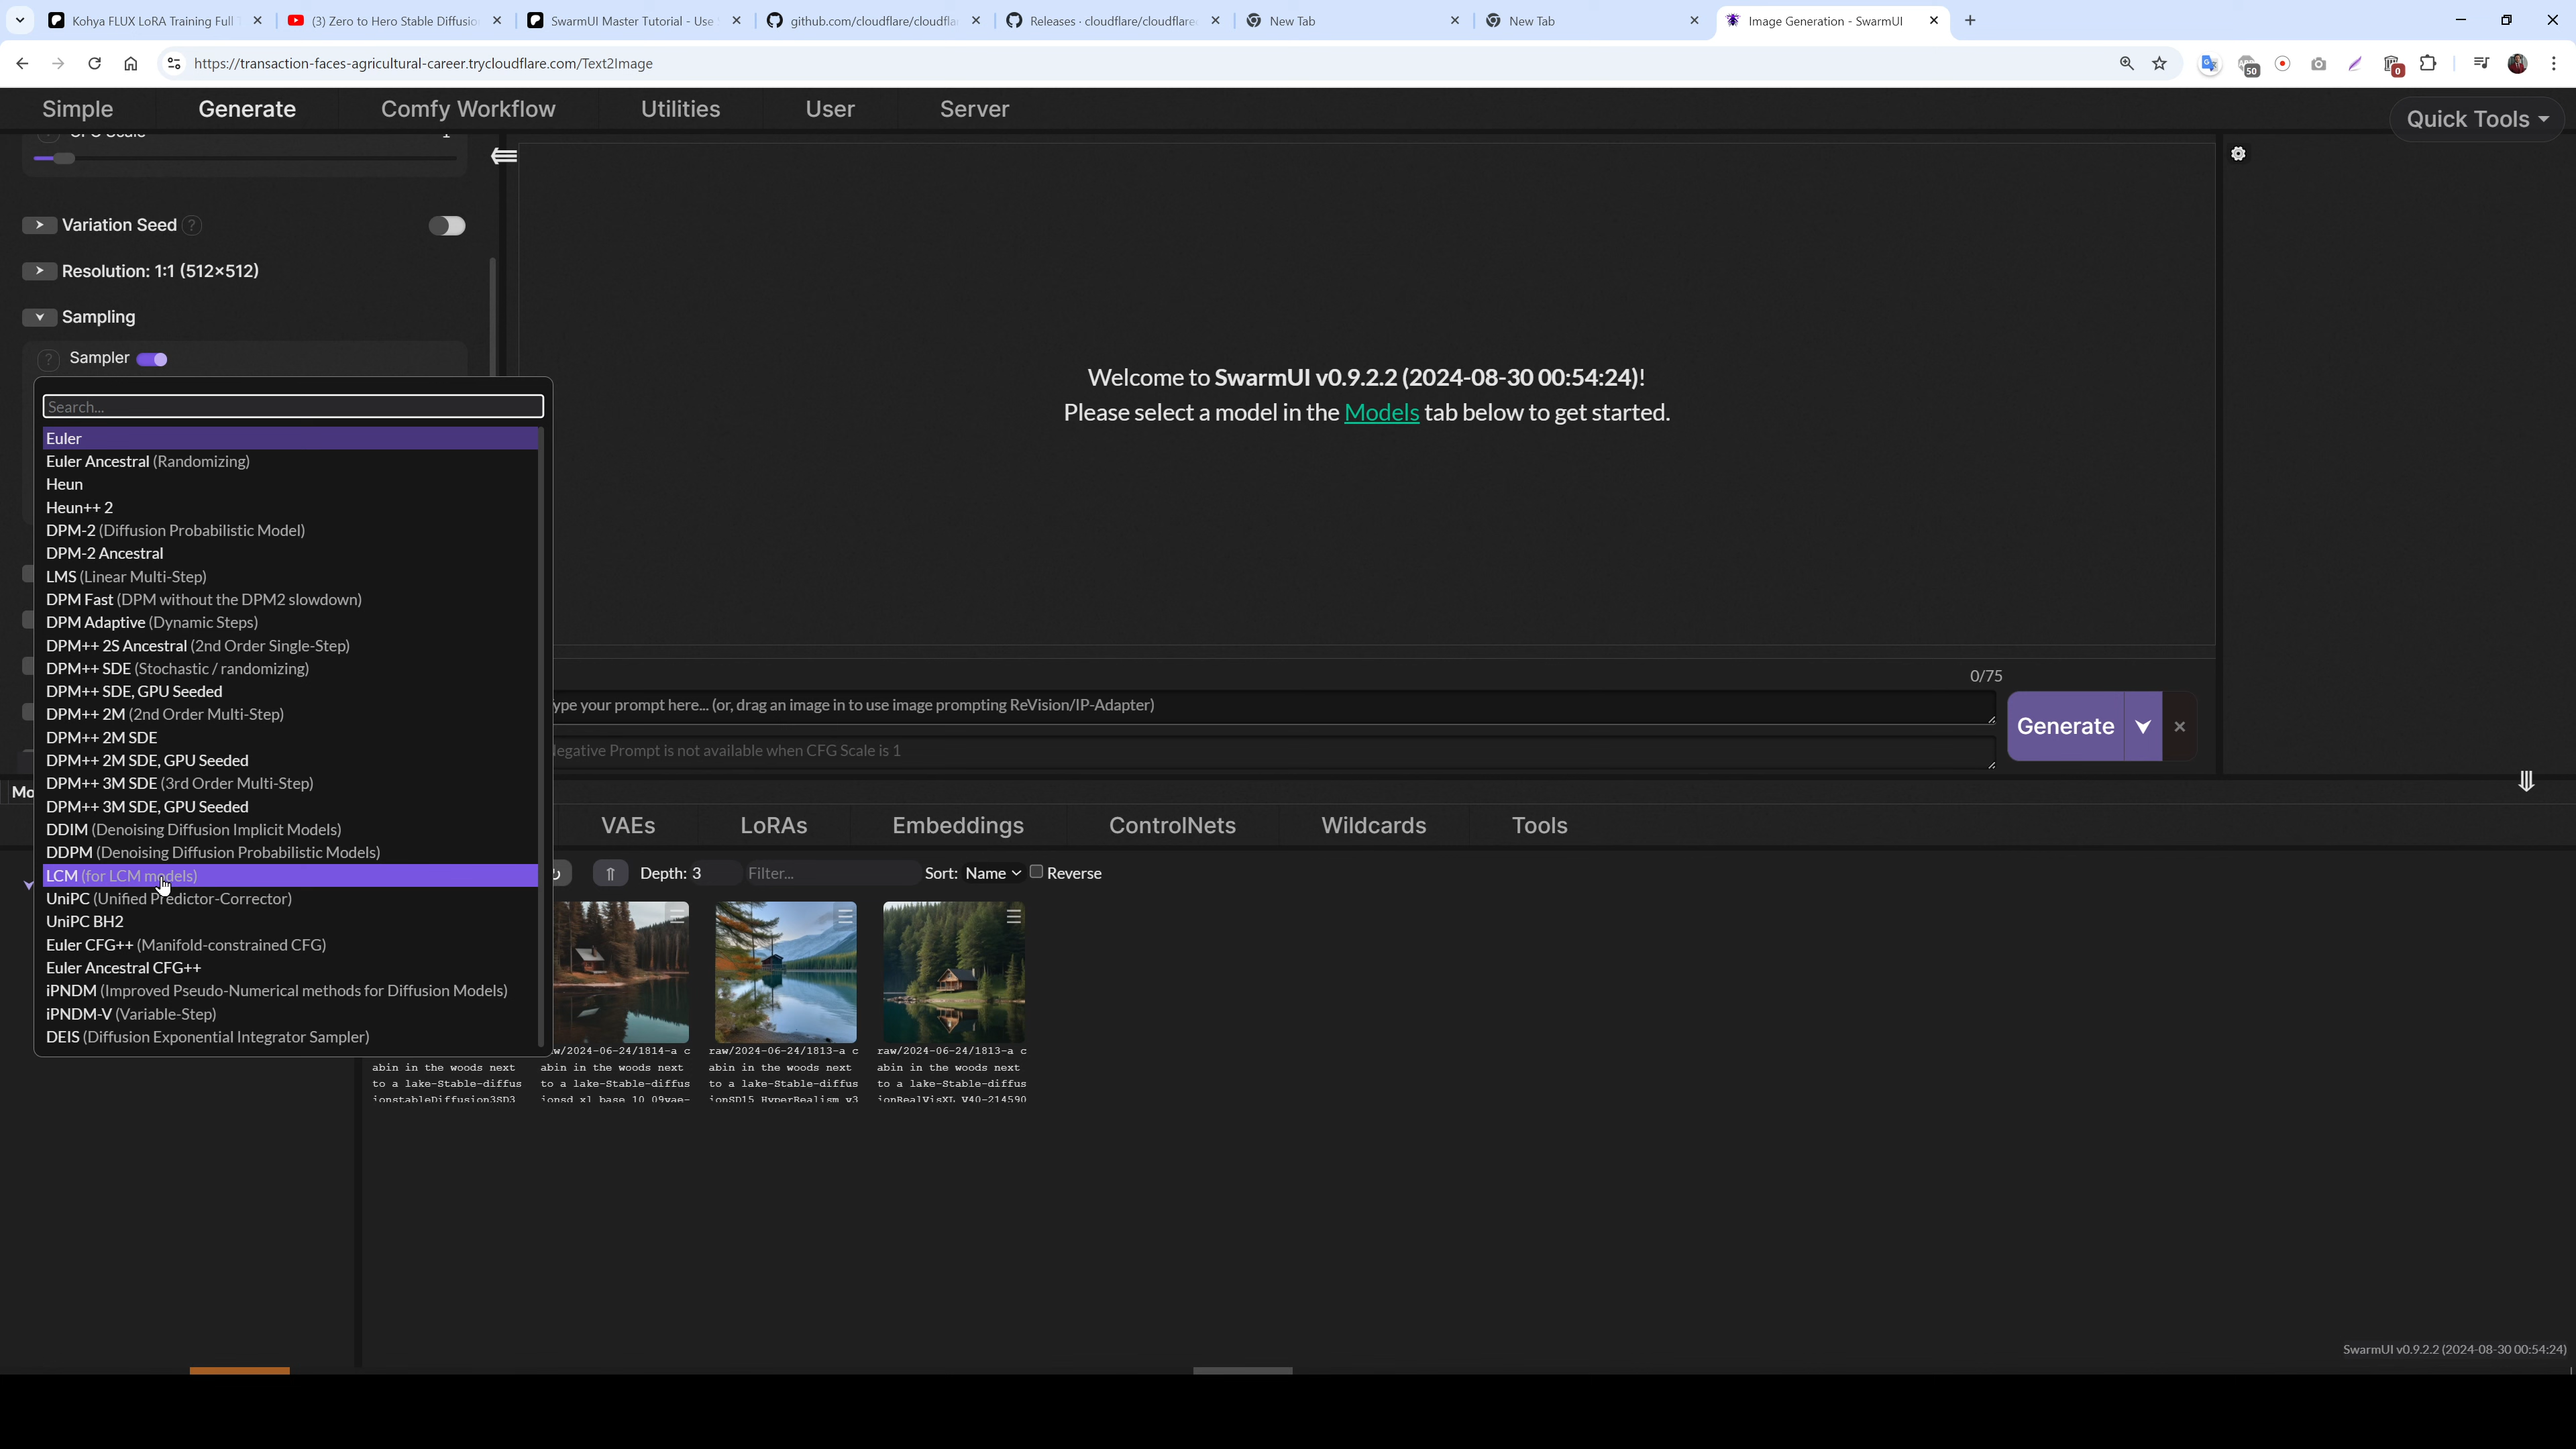 Kohya FLUX LoRA Training Full
(3) Zero to Hero Stable Diffusio
SwarmUI Master Tutorial - Use
github.com/cloudflare/cloudfla
Releases · cloudflare/cloudflare
New Tab
New Tab
Image Generation - SwarmUI
https://transaction-faces-agricultural-career.trycloudflare.com/Text2Image
50
0
Simple
Generate
Comfy Workflow
Utilities
User
Server
Quick Tools
CFG Scale
1
Variation Seed ?
Resolution: 1:1 (512×512)
Sampling
? Sampler
Search...
Euler
Euler Ancestral (Randomizing)
Heun
Heun++ 2
DPM-2 (Diffusion Probabilistic Model)
DPM-2 Ancestral
LMS (Linear Multi-Step)
DPM Fast (DPM without the DPM2 slowdown)
DPM Adaptive (Dynamic Steps)
DPM++ 2S Ancestral (2nd Order Single-Step)
DPM++ SDE (Stochastic / randomizing)
DPM++ SDE, GPU Seeded
DPM++ 2M (2nd Order Multi-Step)
DPM++ 2M SDE
DPM++ 2M SDE, GPU Seeded
DPM++ 3M SDE (3rd Order Multi-Step)
DPM++ 3M SDE, GPU Seeded
DDIM (Denoising Diffusion Implicit Models)
DDPM (Denoising Diffusion Probabilistic Models)
LCM (for LCM models)
UniPC (Unified Predictor-Corrector)
UniPC BH2
Euler CFG++ (Manifold-constrained CFG)
Euler Ancestral CFG++
iPNDM (Improved Pseudo-Numerical methods for Diffusion Models)
iPNDM-V (Variable-Step)
DEIS (Diffusion Exponential Integrator Sampler)
Welcome to SwarmUI v0.9.2.2 (2024-08-30 00:54:24)!
Please select a model in the Models tab below to get started.
0/75
ype your prompt here... (or, drag an image in to use image prompting ReVision/IP-Adapter)
Negative Prompt is not available when CFG Scale is 1
Generate
Mo
VAEs
LoRAs
Embeddings
ControlNets
Wildcards
Tools
Depth: 3
Filter...
Sort: Name
Reverse
abin in the woods next
to a lake-Stable-diffus
ionstableDiffusion3SD3
w/2024-06-24/1814-a c
abin in the woods next
to a lake-Stable-diffus
ionsd_xl_base_10_09vae-
raw/2024-06-24/1813-a c
abin in the woods next
to a lake-Stable-diffus
ionSD15_HyperRealism_v3
raw/2024-06-24/1813-a c
abin in the woods next
to a lake-Stable-diffus
ionRealVisXL_V40-214590
SwarmUI v0.9.2.2 (2024-08-30 00:54:24)